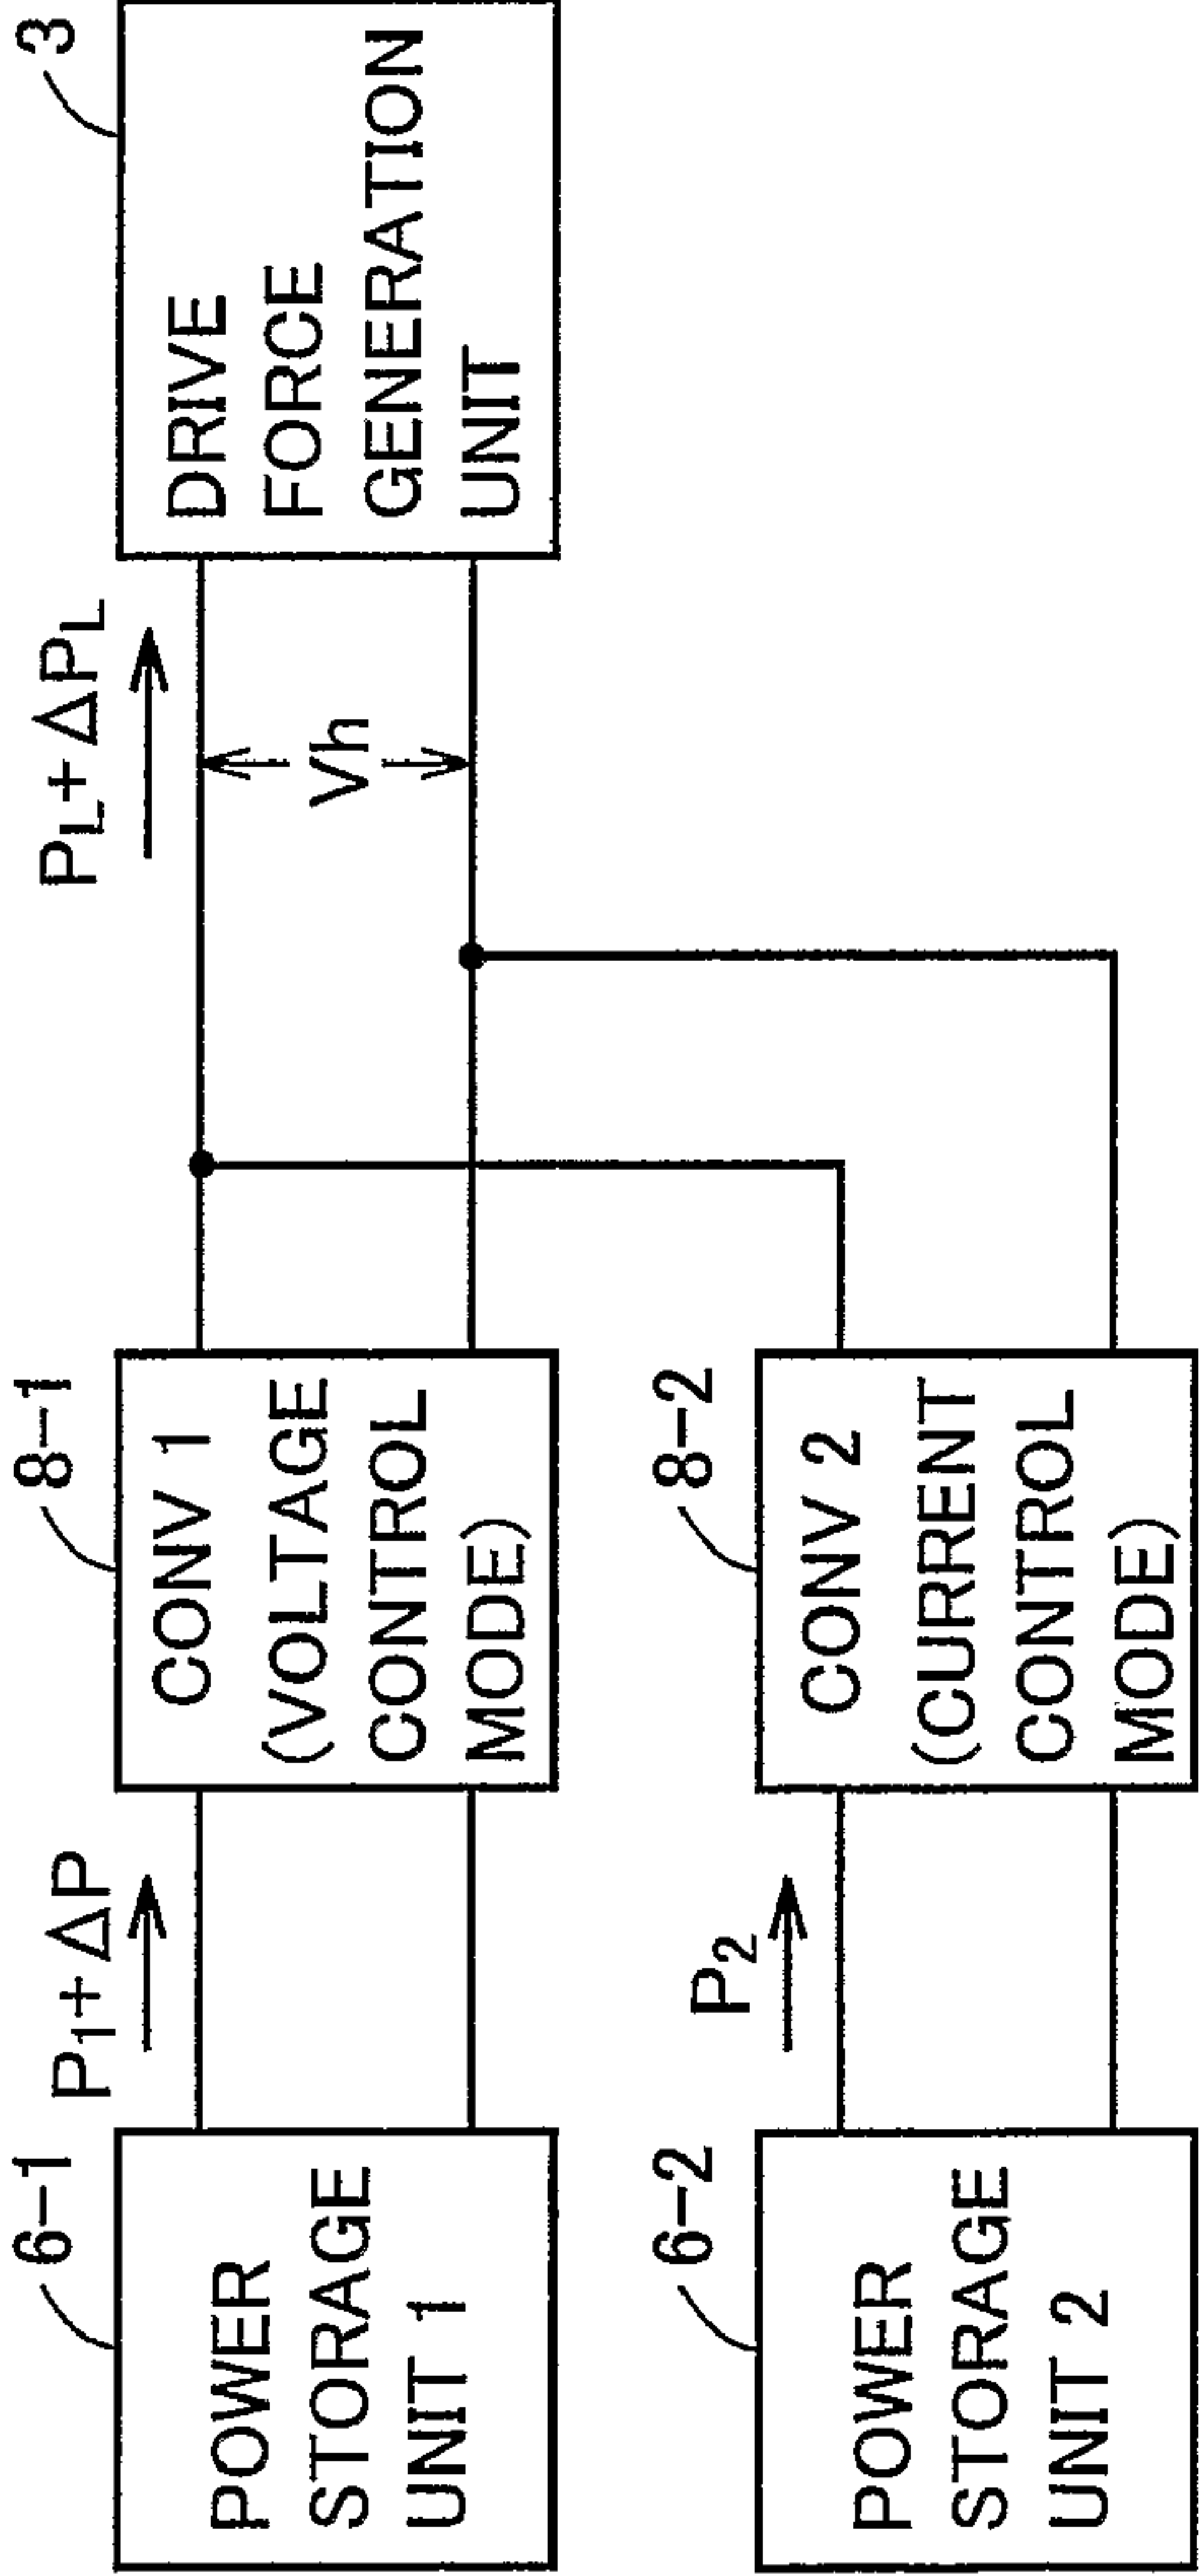 6-1
POWER
STORAGE
UNIT 1
P1+ΔP
8-1
CONV 1
(VOLTAGE
CONTROL
MODE)
PL+ΔPL
Vh
3
DRIVE
FORCE
GENERATION
UNIT
6-2
POWER
STORAGE
UNIT 2
P2
8-2
CONV 2
(CURRENT
CONTROL
MODE)